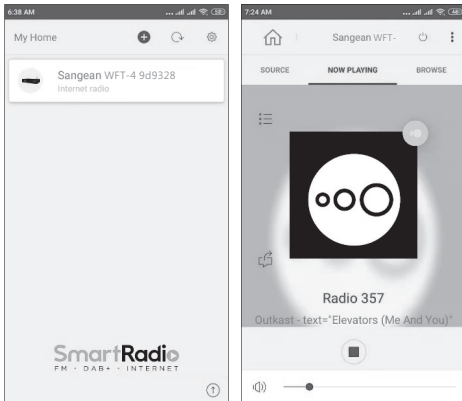 6:38 AM
My Home
Sangean WFT-4 9d9328
Internet radio
SmartRadio
FM · DAB+ · INTERNET
7:24 AM
Sangean WFT-
SOURCE NOW PLAYING BROWSE
Radio 357
Outkast - text="Elevators (Me And You)"